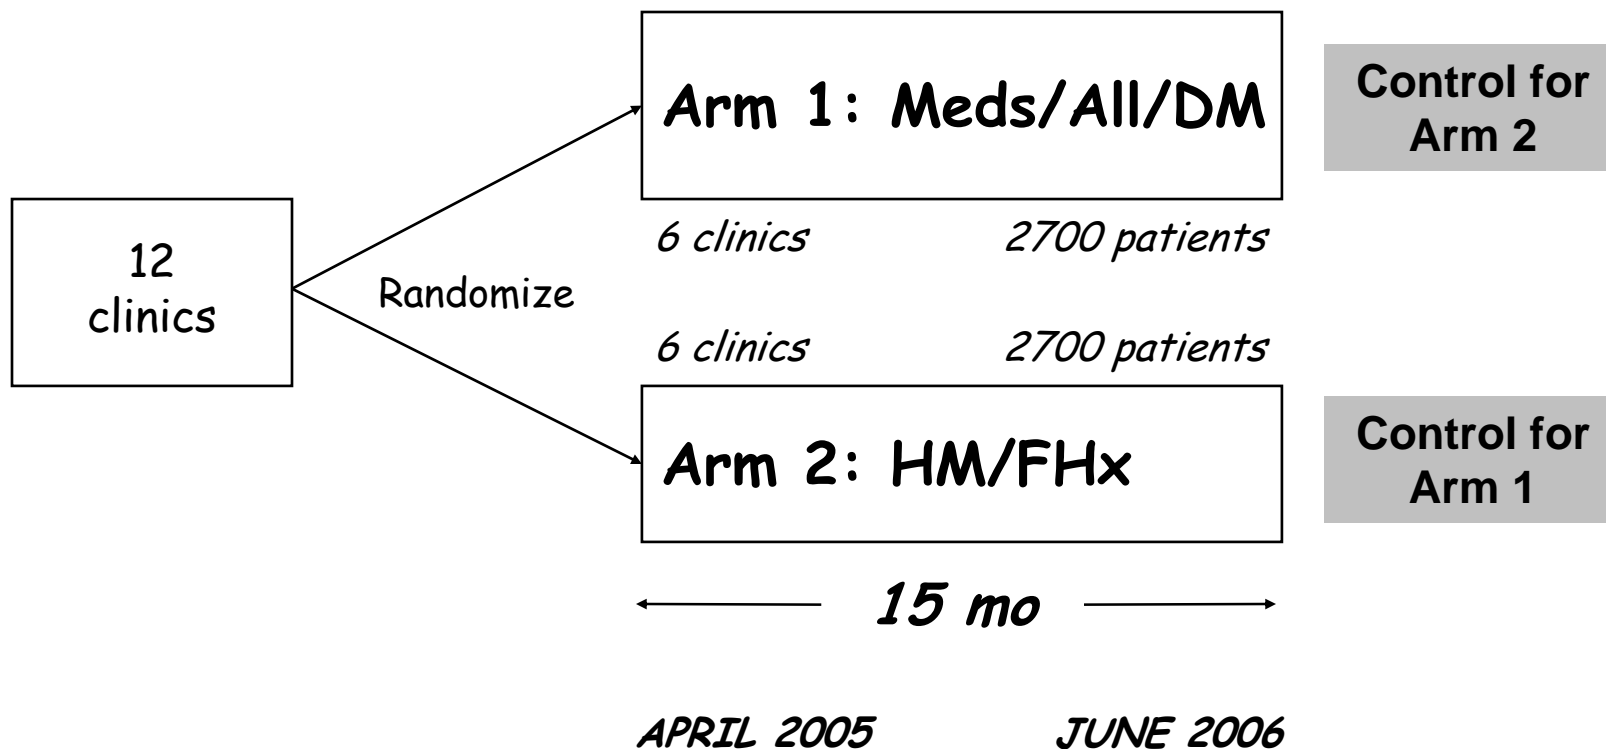 12
clinics
Randomize
Arm 1: Meds/All/DM
6 clinics 2700 patients
6 clinics 2700 patients
Arm 2: HM/FHx
15 mo
APRIL 2005 JUNE 2006
Control for
Arm 2
Control for
Arm 1